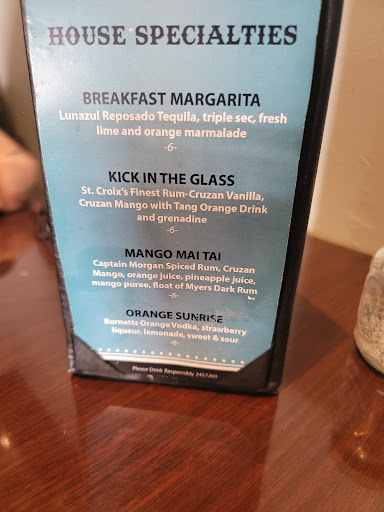 HOUSE SPECIALTIES
BREAKFAST MARGARITA
Lunazul Reposado Tequila, triple sec, fresh
lime and orange marmalade
-6-
KICK IN THE GLASS
St. Croix's Finest Rum-Cruzan Vanilla,
Cruzan Mango with Tang Orange Drink
and grenadine
-6-
MANGO MAI TAI
Captain Morgan Spiced Rum, Cruzan
Mango, orange juice, pineapple juice,
mango puree, float of Myers Dark Rum
-6-
ORANGE SUNRISE
Burnetts Orange Vodka, strawberry
liqueur, lemonade, sweet & sour
-6-
Please Drink Responsibly 2457209